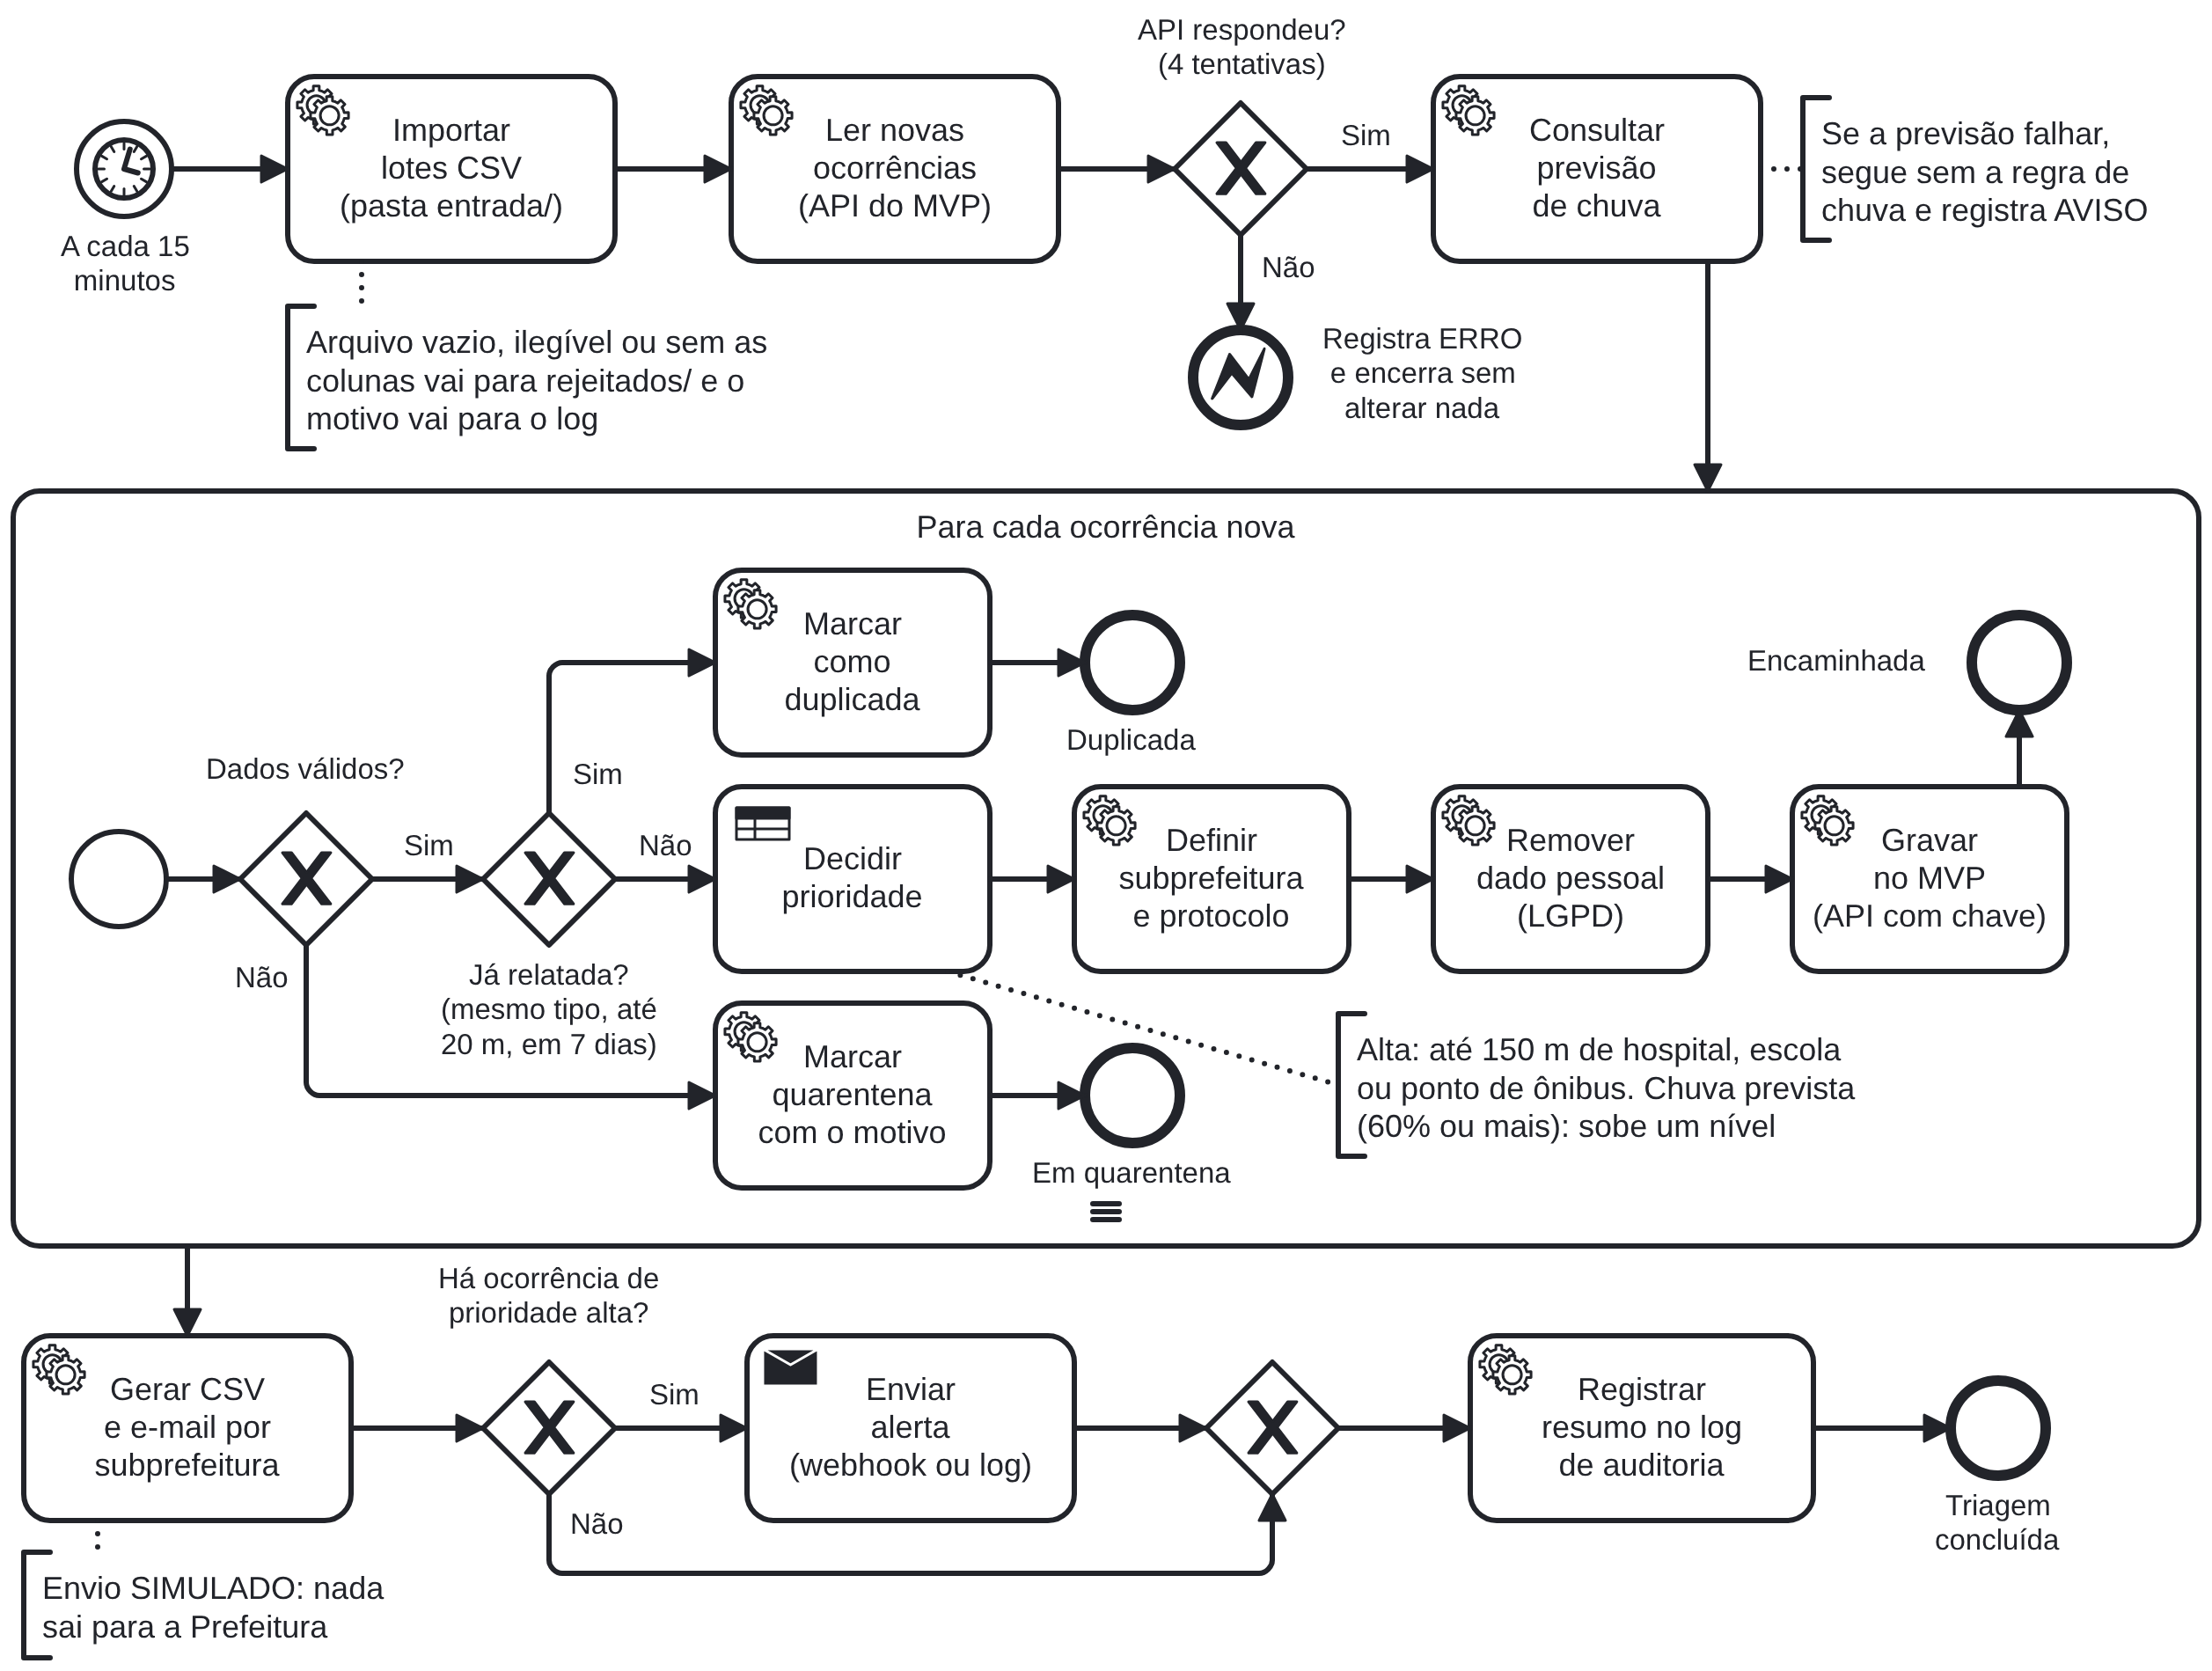 API respondeu?
(4 tentativas)
A cada 15
minutos
Importar
lotes CSV
(pasta entrada/)
Ler novas
ocorrências
(API do MVP)
Sim
Não
Consultar
previsão
de chuva
Se a previsão falhar,
segue sem a regra de
chuva e registra AVISO
Arquivo vazio, ilegível ou sem as
colunas vai para rejeitados/ e o
motivo vai para o log
Registra ERRO
e encerra sem
alterar nada
Para cada ocorrência nova
Dados válidos?
Sim
Não
Já relatada?
(mesmo tipo, até
20 m, em 7 dias)
Sim
Não
Marcar
como
duplicada
Duplicada
Decidir
prioridade
Definir
subprefeitura
e protocolo
Remover
dado pessoal
(LGPD)
Gravar
no MVP
(API com chave)
Encaminhada
Marcar
quarentena
com o motivo
Em quarentena
Alta: até 150 m de hospital, escola
ou ponto de ônibus. Chuva prevista
(60% ou mais): sobe um nível
Gerar CSV
e e-mail por
subprefeitura
Envio SIMULADO: nada
sai para a Prefeitura
Há ocorrência de
prioridade alta?
Sim
Não
Enviar
alerta
(webhook ou log)
Registrar
resumo no log
de auditoria
Triagem
concluída